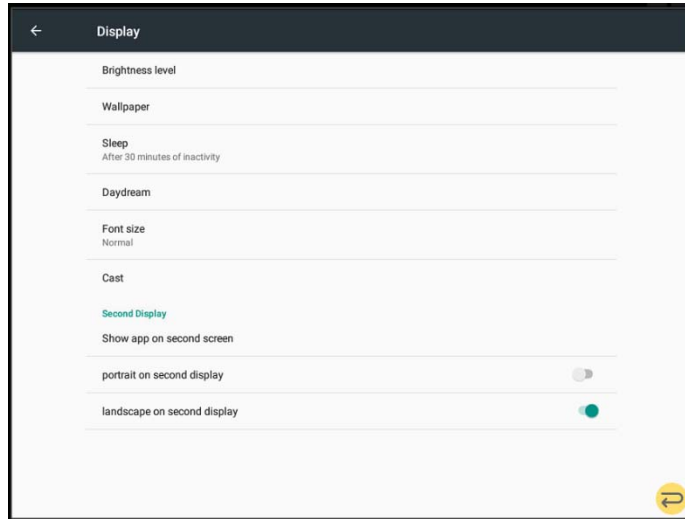 Display
Brightness level
Wallpaper
Sleep
After 30 minutes of inactivity
Daydream
Font size
Normal
Cast
Second Display
Show app on second screen
portrait on second display
landscape on second display